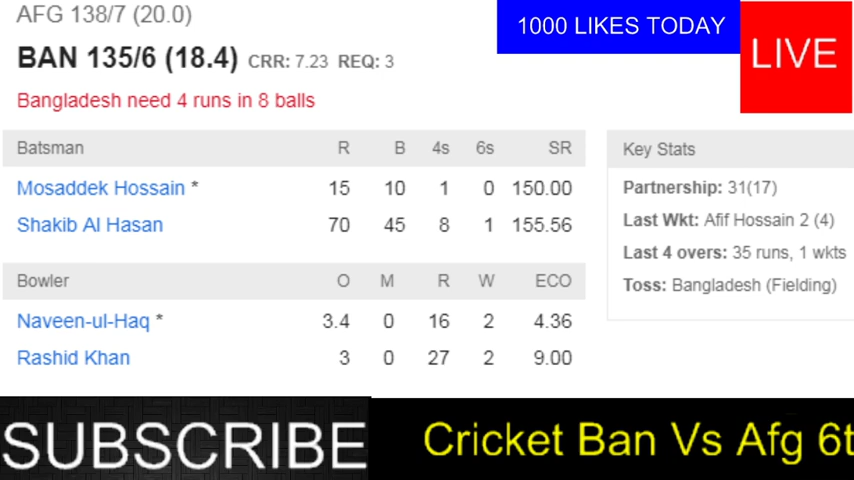 AFG 138/7 (20.0)
1000 LIKES TODAY
LIVE
BAN 135/6 (18.4) CRR: 7.23 REQ: 3
Bangladesh need 4 runs in 8 balls
Batsman R B 4s 6s SR
Mosaddek Hossain * 15 10 1 0 150.00
Shakib Al Hasan 70 45 8 1 155.56
Bowler O M R W ECO
Naveen-ul-Haq * 3.4 0 16 2 4.36
Rashid Khan 3 0 27 2 9.00
Key Stats
Partnership: 31(17)
Last Wkt: Afif Hossain 2 (4)
Last 4 overs: 35 runs, 1 wkts
Toss: Bangladesh (Fielding)
SUBSCRIBE
Cricket Ban Vs Afg 6t